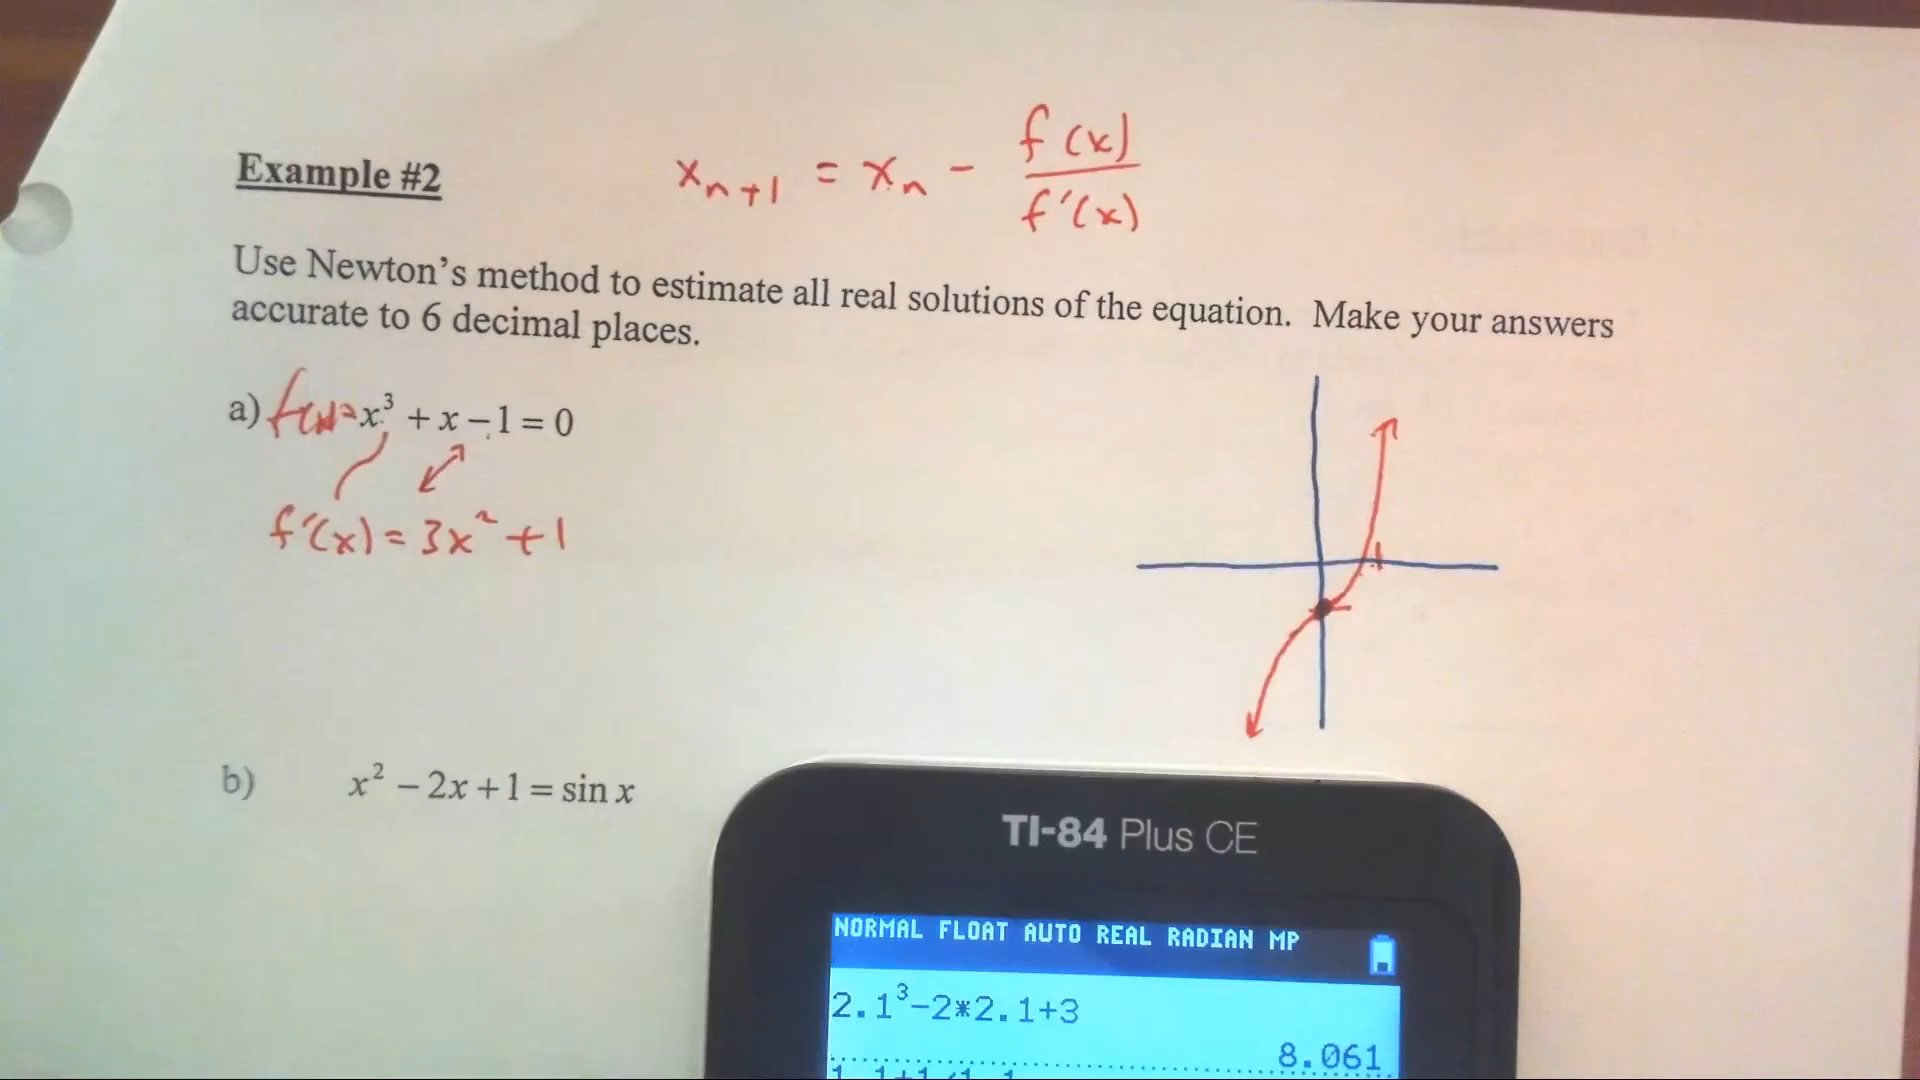 Example #2
xₙ₊₁ = xₙ - f(x) / f'(x)
Use Newton's method to estimate all real solutions of the equation. Make your answers
accurate to 6 decimal places.
a) f(x)= x³ + x – 1 = 0
f'(x) = 3x² + 1
b) x² – 2x + 1 = sin x
TI-84 Plus CE
NORMAL FLOAT AUTO REAL RADIAN MP
2.1³-2*2.1+3
8.061